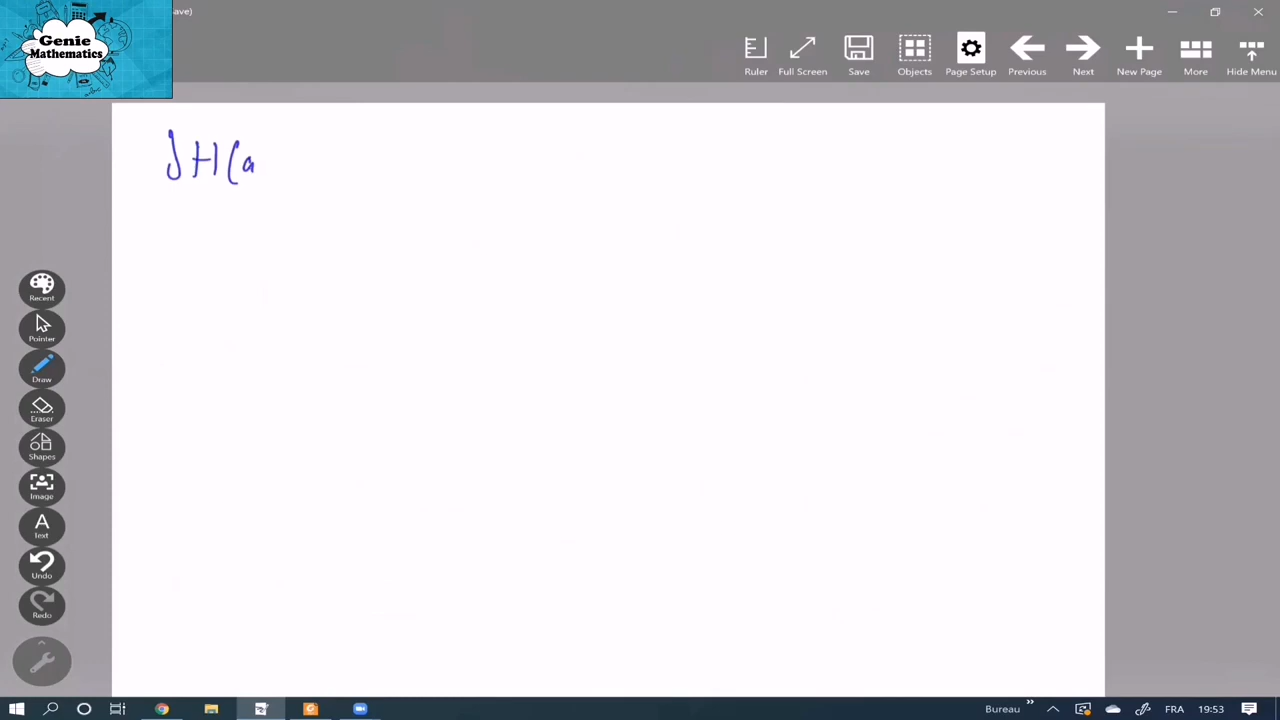 Genie
Mathematics
ve)
Ruler
Full Screen
Save
Objects
Page Setup
Previous
Next
New Page
More
Hide Menu
H(a
Recent
Pointer
Draw
Eraser
Shapes
Image
A
Text
Undo
Redo
Bureau
FRA
19:53